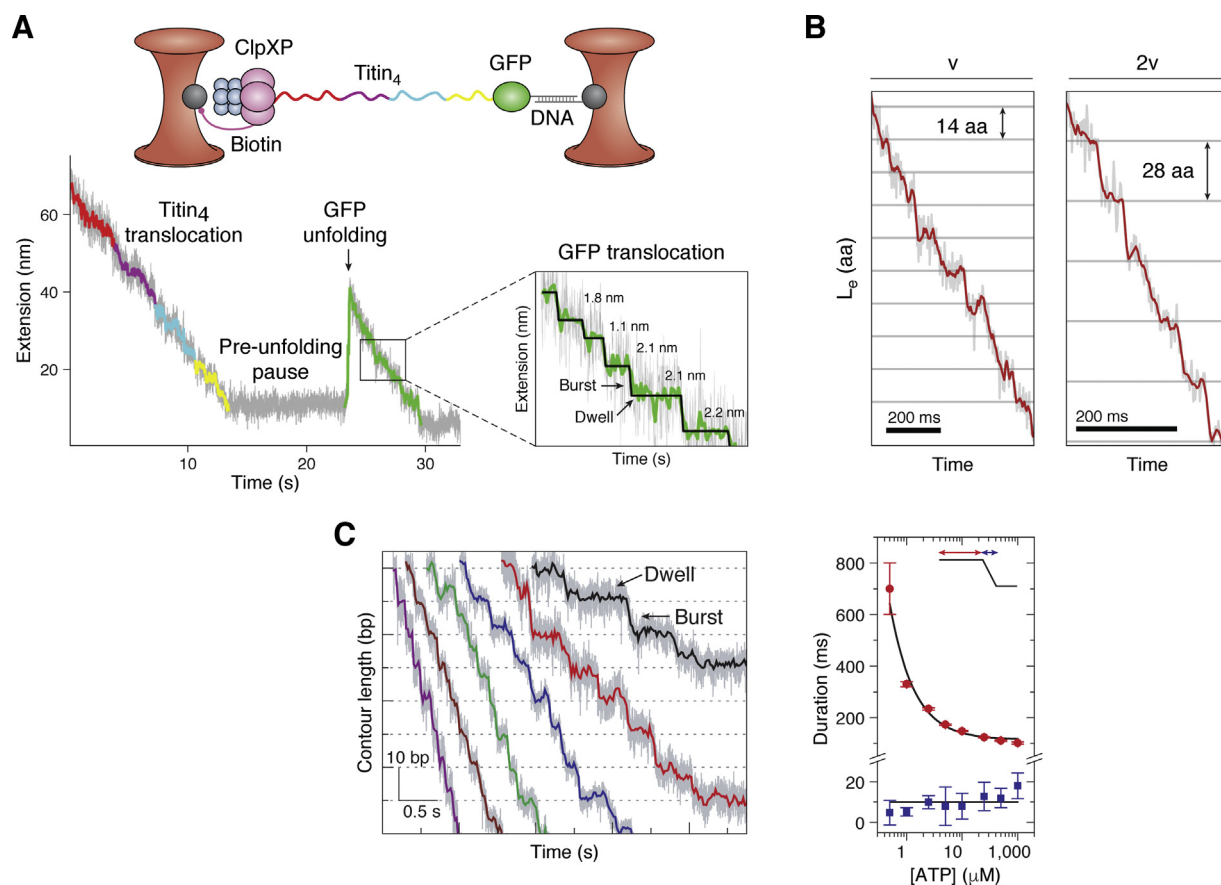 A
ClpXP
Titin4
GFP
DNA
Biotin
Extension (nm)
60
40
20
Titin4
translocation
GFP
unfolding
Pre-unfolding
pause
10
20
30
Time (s)
GFP translocation
Extension (nm)
1.8 nm
1.1 nm
2.1 nm
2.1 nm
2.2 nm
Burst
Dwell
Time (s)
B
v
2v
Le (aa)
14 aa
28 aa
200 ms
200 ms
Time
Time
C
Contour length (bp)
Dwell
Burst
10 bp
0.5 s
Time (s)
Duration (ms)
800
600
400
200
20
10
0
1
10
1,000
[ATP] (μM)